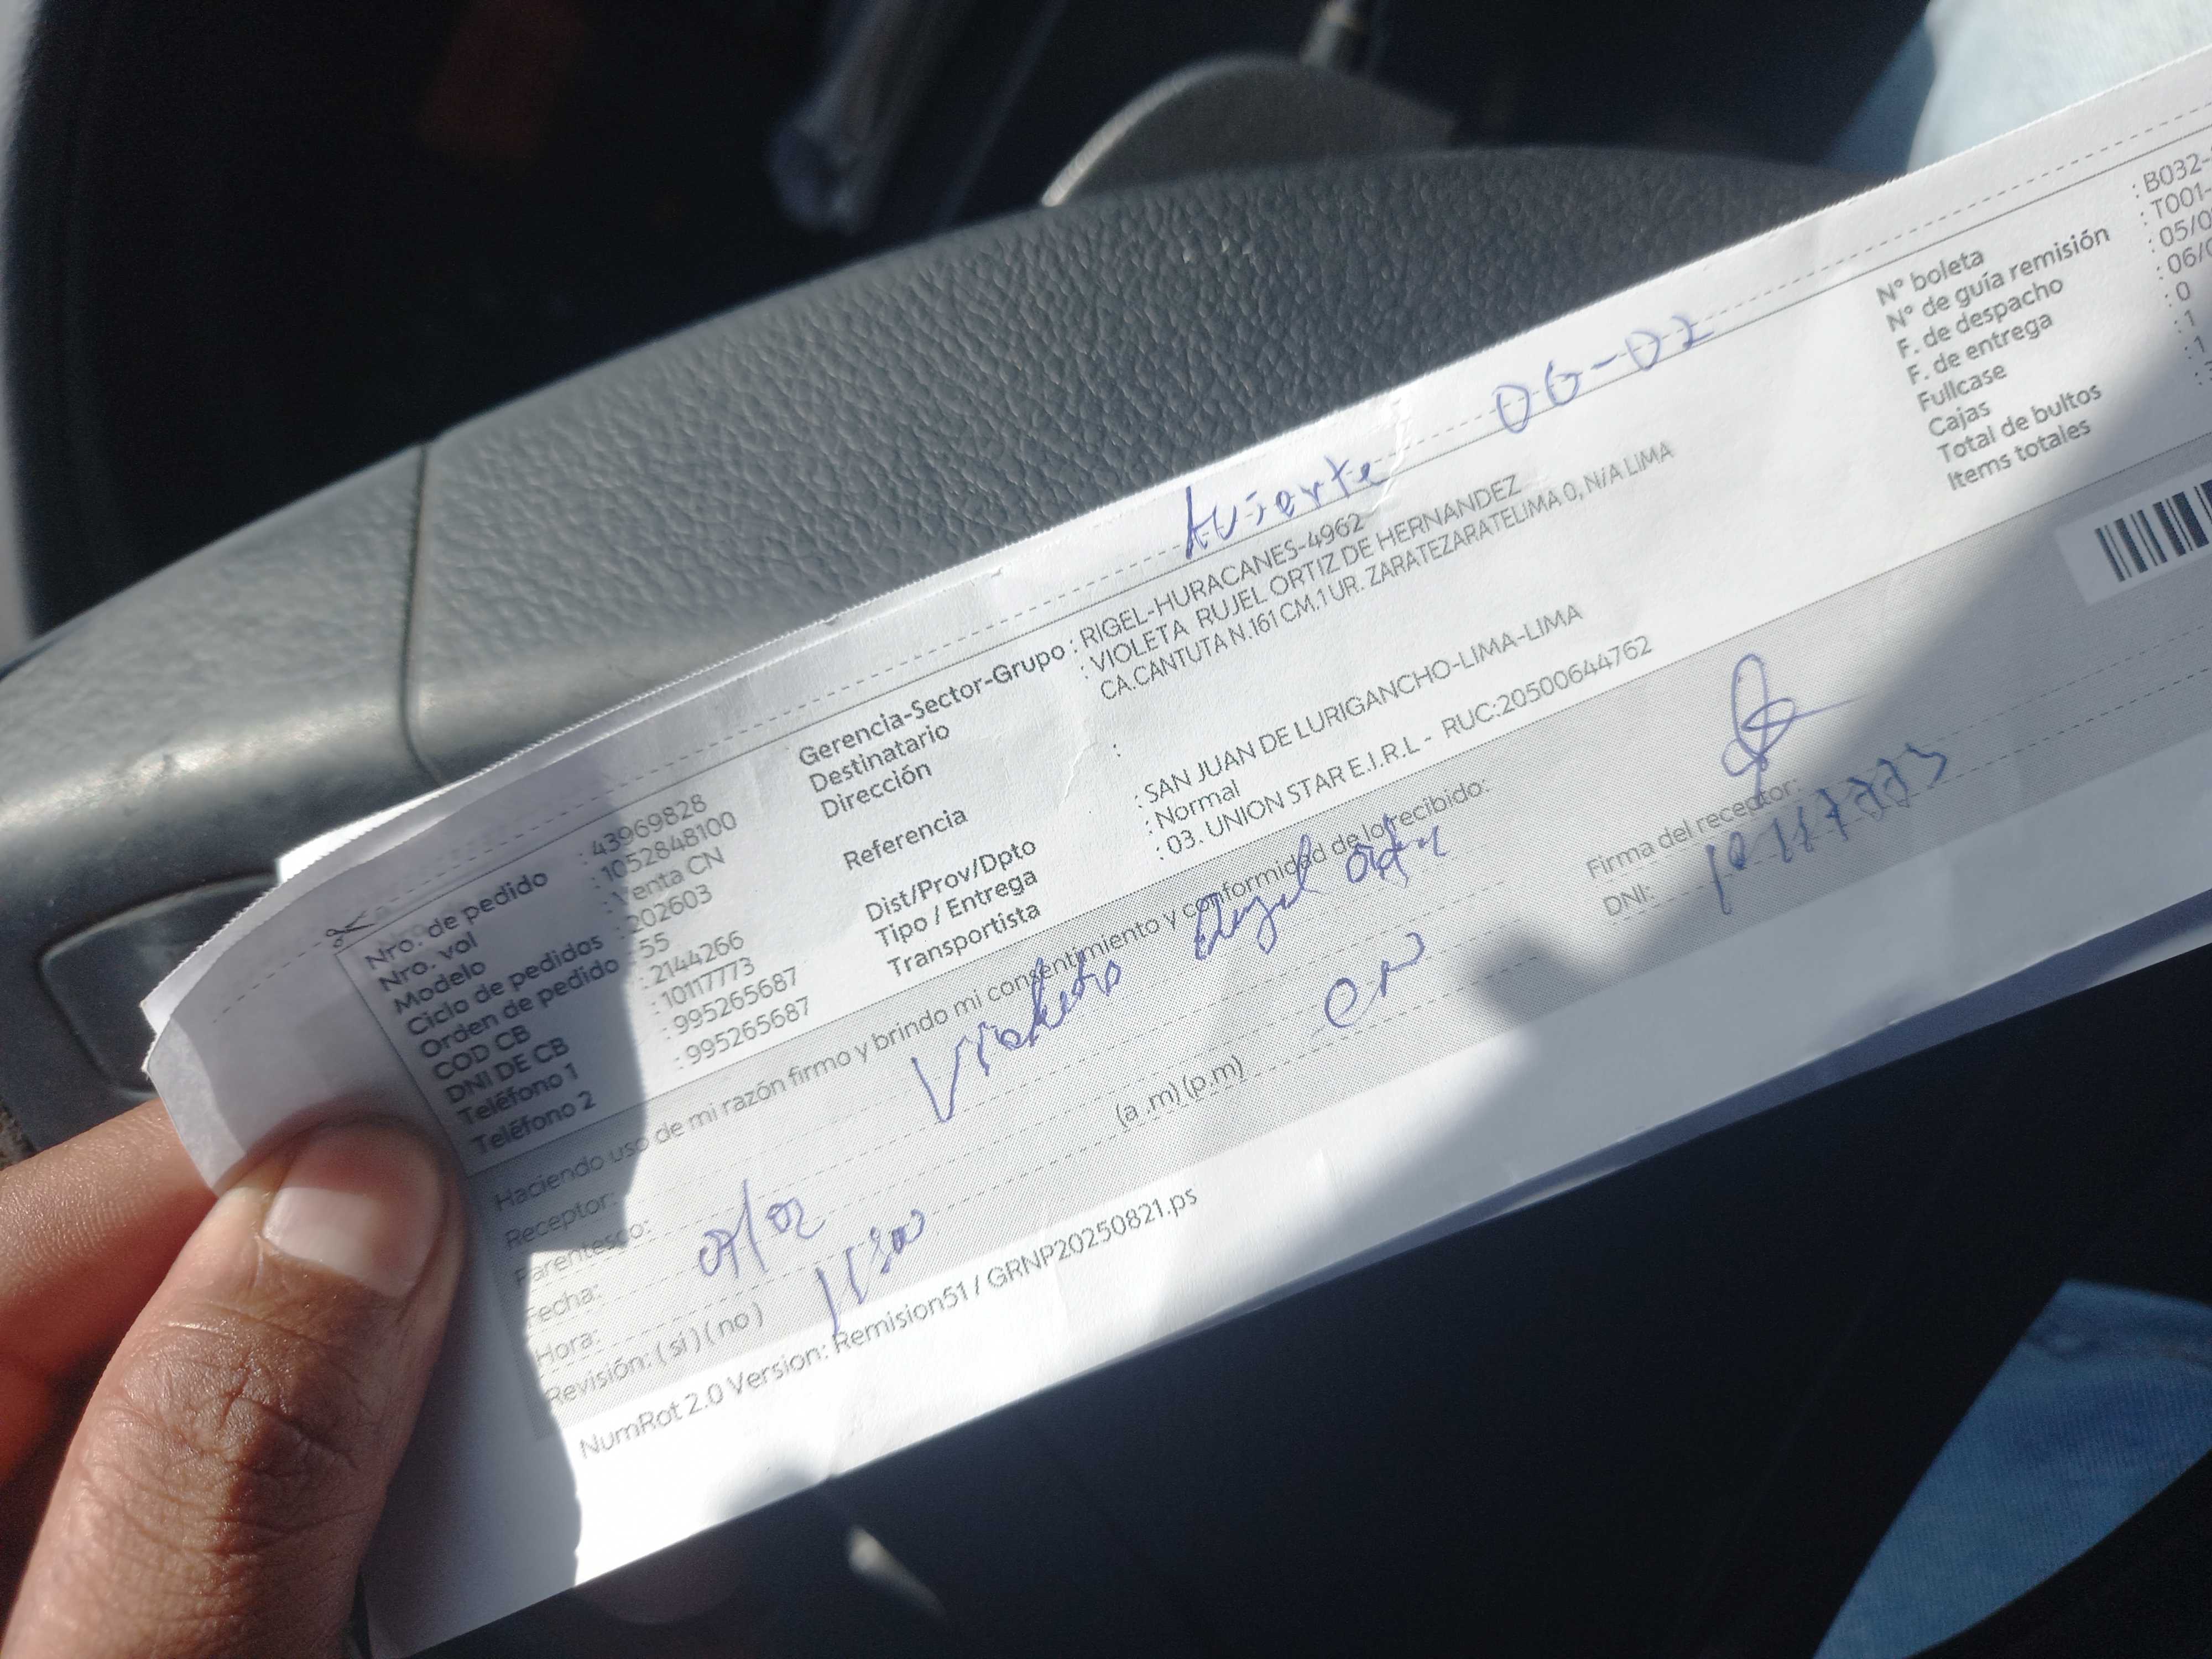 Ausente 06-02
Nro. de pedido : 43969828
Nro. vol : 1052848100
Modelo : Venta CN
Ciclo de pedidos : 202603
Orden de pedido : 55
COD CB : 2144266
DNI DE CB : 10117773
Teléfono 1 : 995265687
Teléfono 2 : 995265687
Gerencia-Sector-Grupo : RIGEL-HURACANES-4962
Destinatario : VIOLETA RUJEL ORTIZ DE HERNANDEZ
Dirección CA.CANTUTA N.161 CM.1 UR. ZARATEZARATELIMA 0, N/A LIMA
Referencia :
Dist/Prov/Dpto : SAN JUAN DE LURIGANCHO-LIMA-LIMA
Tipo / Entrega : Normal
Transportista : 03. UNION STAR E.I.R.L - RUC:20500644762
N° boleta : B032-
N° de guía remisión : T001-
F. de despacho : 05/0
F. de entrega : 06/0
Fullcase : 0
Cajas : 1
Total de bultos : 1
Items totales :
Haciendo uso de mi razón firmo y brindo mi consentimiento y conformidad de lo recibido:
Receptor: Violeta Rujel Ortiz
Parentesco:
Fecha: 07/02
Hora: (a .m) (p.m)
Revisión: ( si ) ( no )
Firma del receptor:
DNI:
NumRot 2.0 Version: Remision51 / GRNP20250821.ps